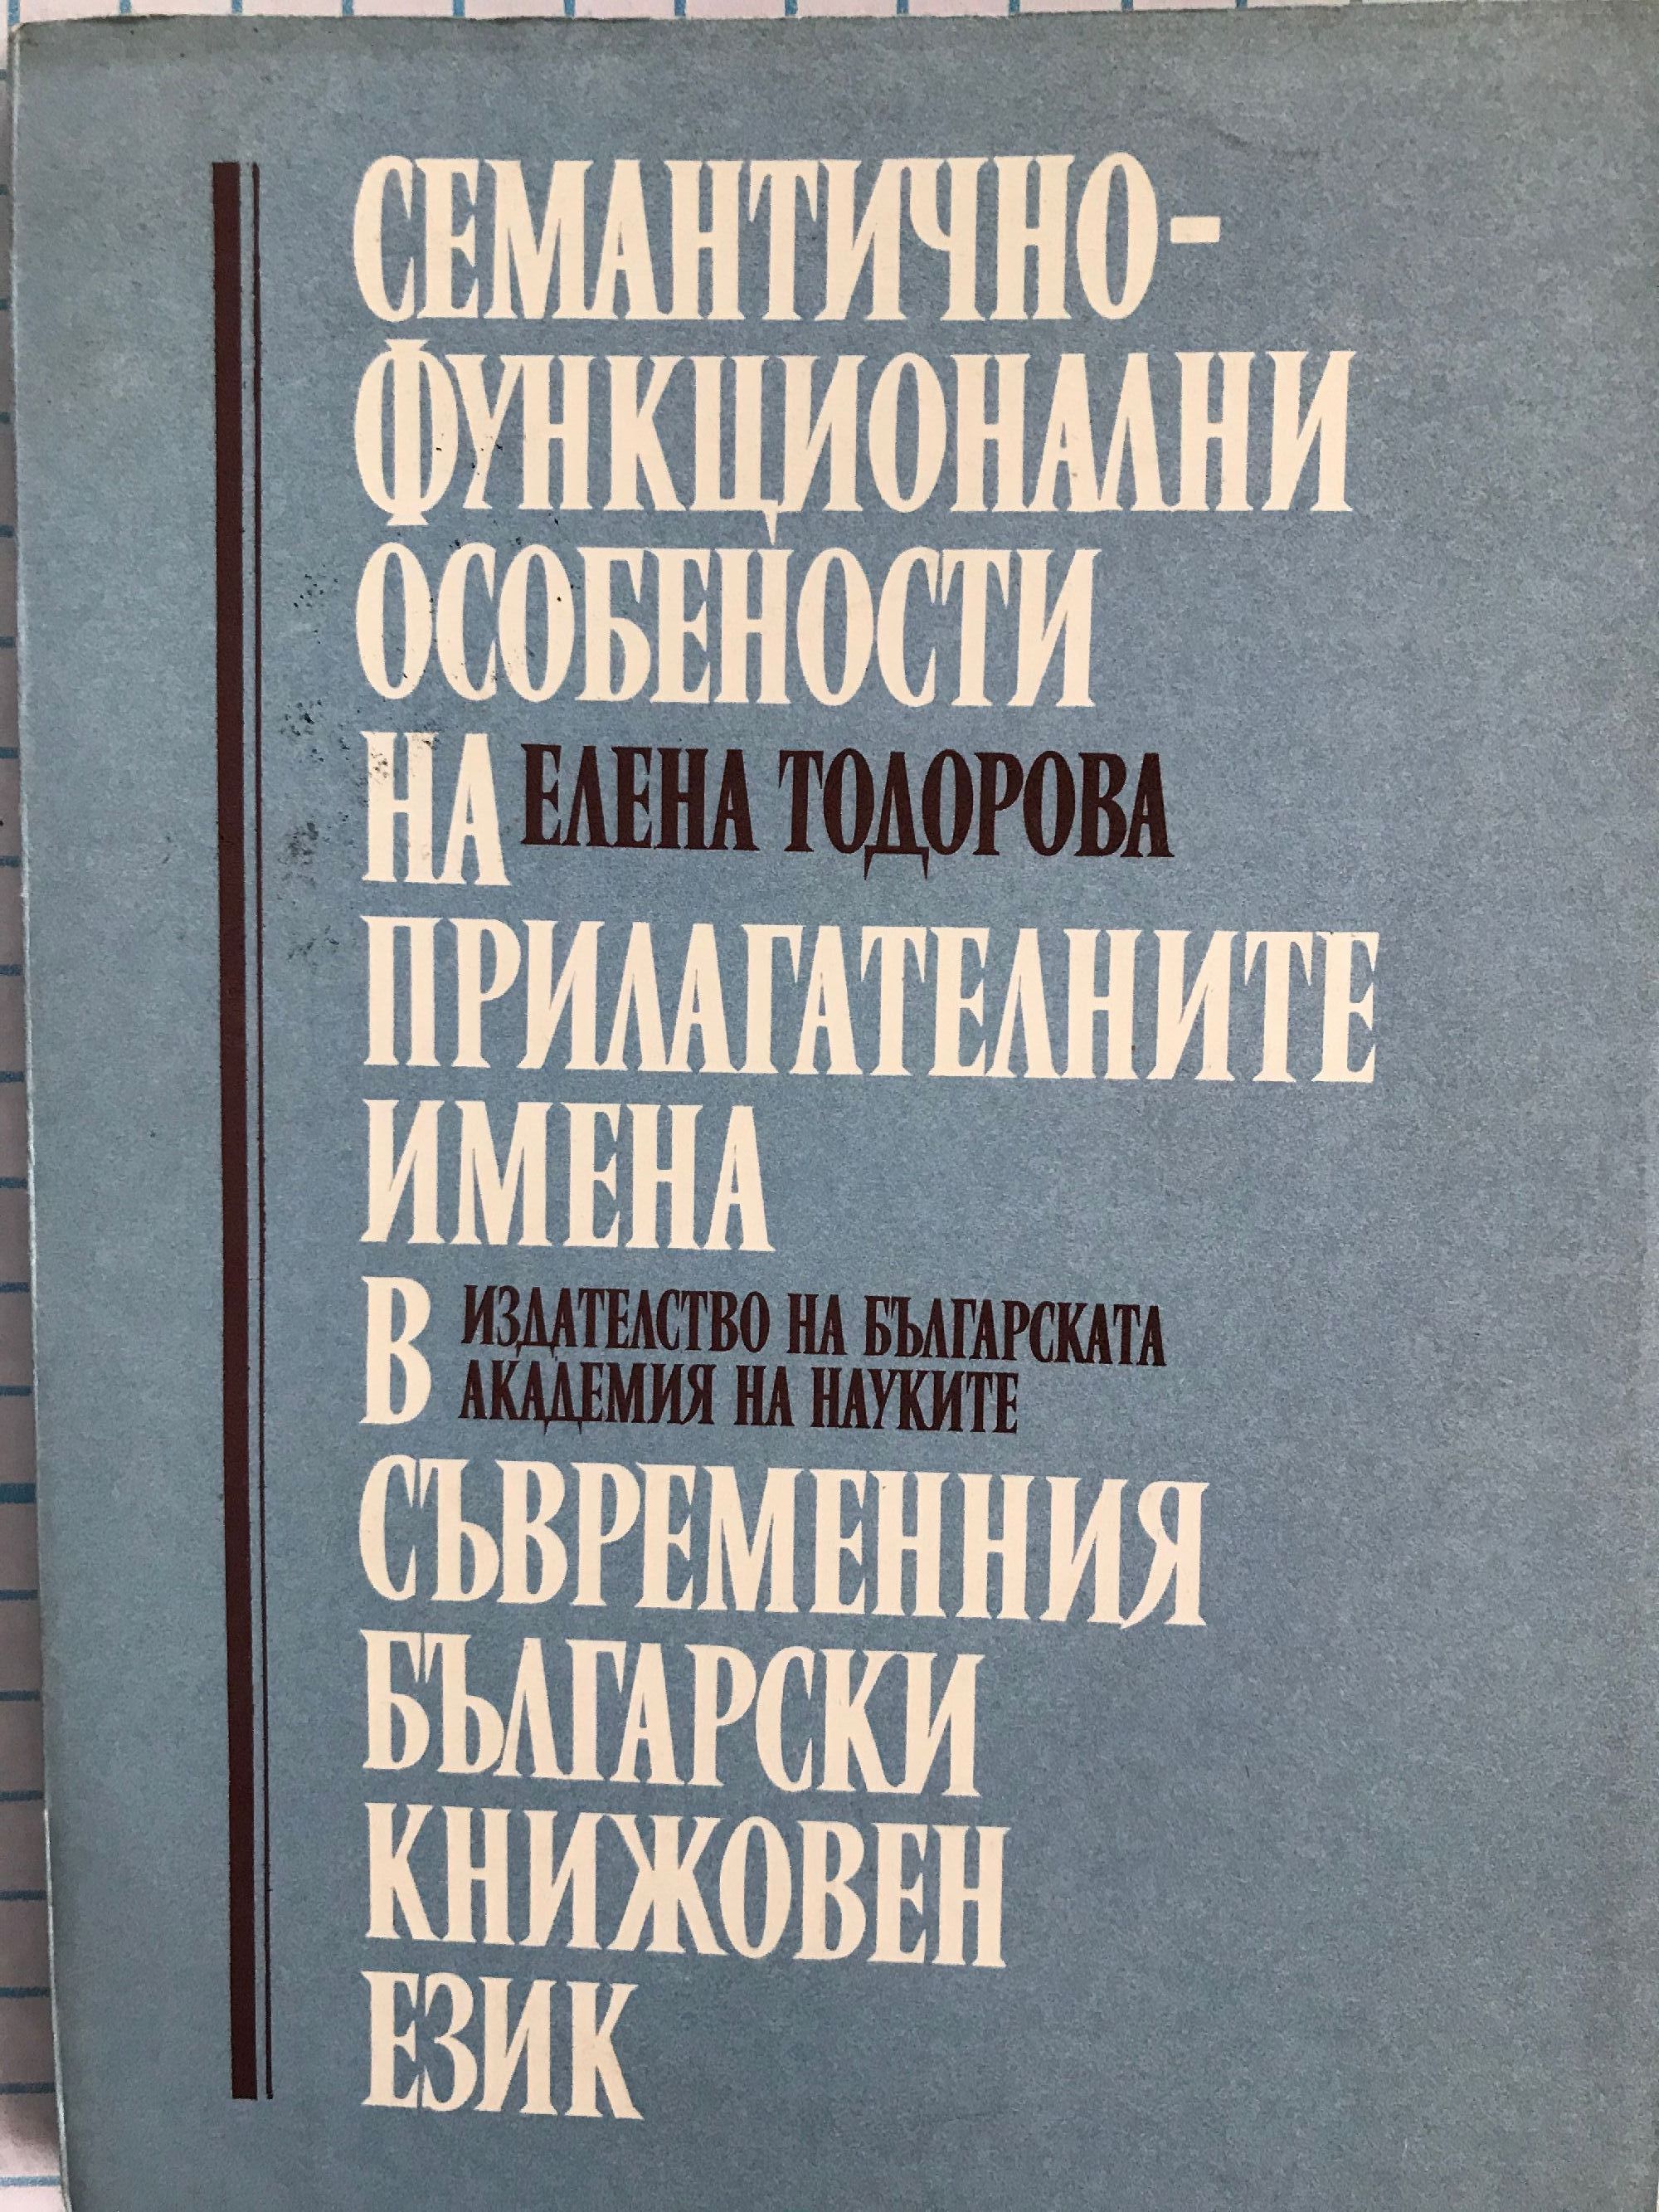 СЕМАНТИЧНО-
ФУНКЦИОНАЛНИ
ОСОБЕНОСТИ
НА
ЕЛЕНА ТОДОРОВА
ПРИЛАГАТЕЛНИТЕ
ИМЕНА
В
ИЗДАТЕЛСТВО НА БЪЛГАРСКАТА
АКАДЕМИЯ НА НАУКИТЕ
СЪВРЕМЕННИЯ
БЪЛГАРСКИ
КНИЖОВЕН
ЕЗИК